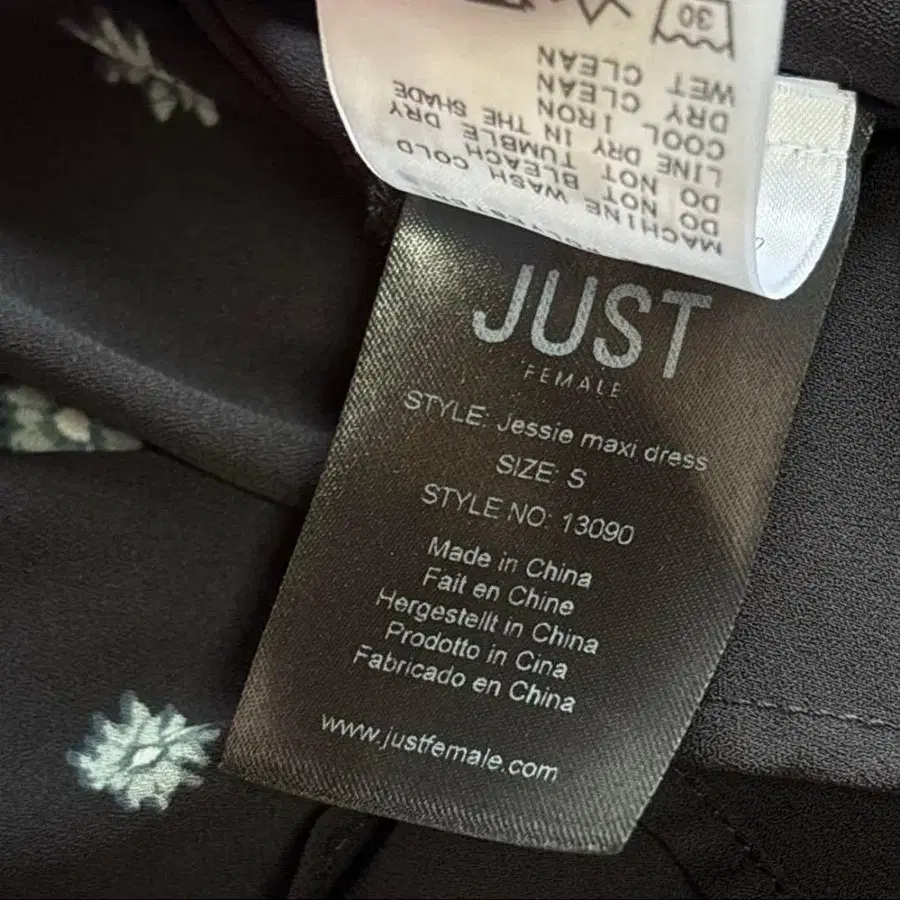 MACHINE WASH COLD
DO NOT BLEACH
DO NOT TUMBLE DRY
LINE DRY IN THE SHADE
COOL IRON
DRY CLEAN
WET CLEAN
30
JUST
FEMALE
STYLE: Jessie maxi dress
SIZE: S
STYLE NO: 13090
Made in China
Fait en Chine
Hergestellt in China
Prodotto in Cina
Fabricado en China
www.justfemale.com